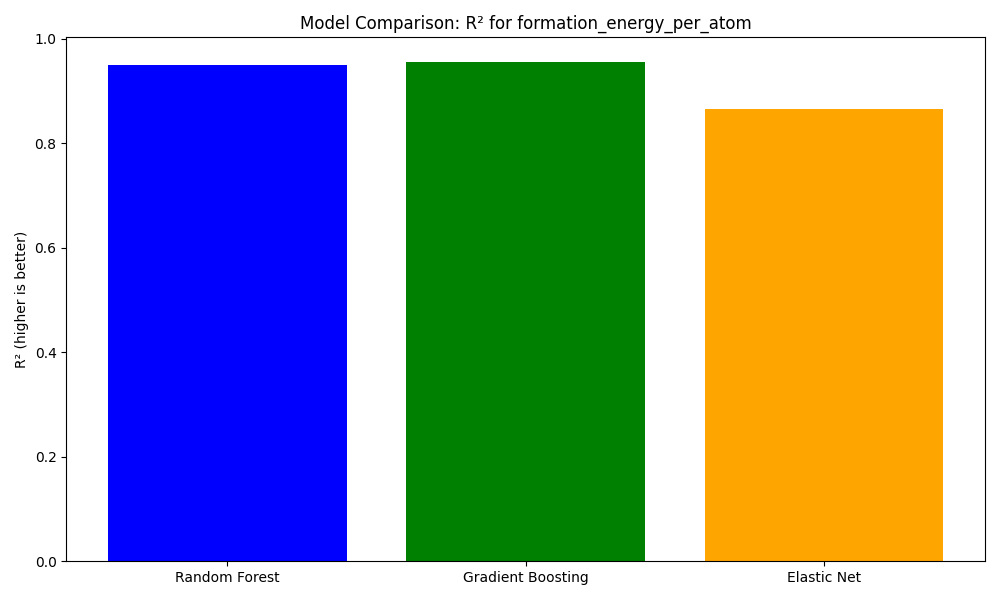 Model Comparison: R² for formation_energy_per_atom
R² (higher is better)
1.0
0.8
0.6
0.4
0.2
0.0
Random Forest
Gradient Boosting
Elastic Net